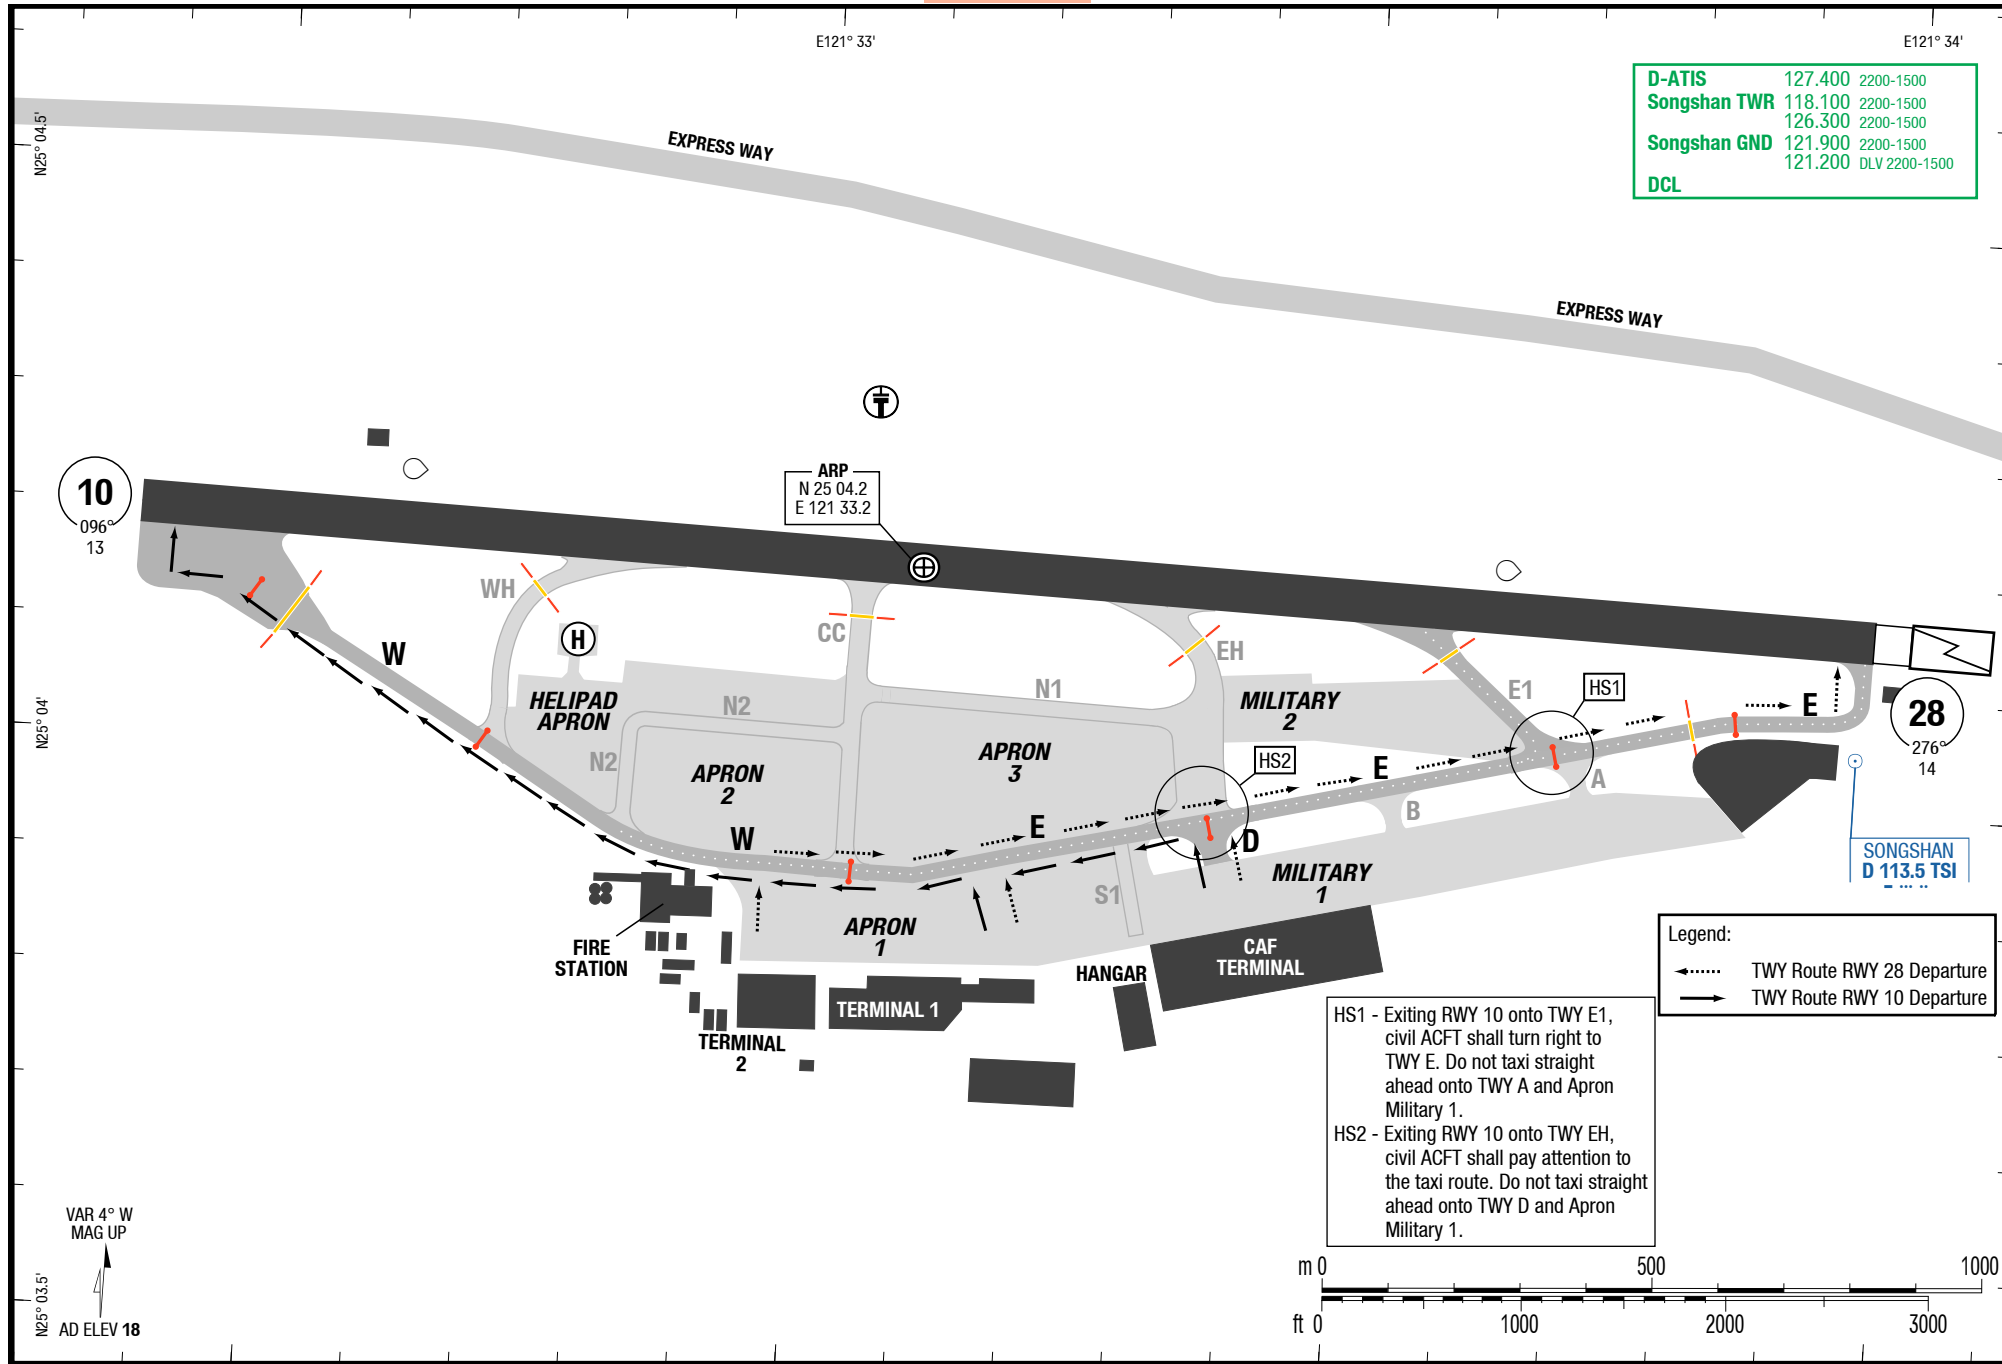 E121° 33'
E121° 34'
N25° 04.5'
D-ATIS 127.400 2200-1500
Songshan TWR 118.100 2200-1500
126.300 2200-1500
Songshan GND 121.900 2200-1500
121.200 DLV 2200-1500
DCL
EXPRESS WAY
EXPRESS WAY
ARP
N 25 04.2
E 121 33.2
10
096°
13
WH
CC
EH
H
W
HELIPAD
APRON
N2
N1
MILITARY
2
E1
HS1
E
28
276°
14
N25° 04'
N2
APRON
2
APRON
3
HS2
E
A
B
W
E
D
SONGSHAN
D 113.5 TSI
MILITARY
1
S1
APRON
1
FIRE
STATION
HANGAR
CAF
TERMINAL
TERMINAL 1
TERMINAL
2
Legend:
TWY Route RWY 28 Departure
TWY Route RWY 10 Departure
HS1 - Exiting RWY 10 onto TWY E1,
civil ACFT shall turn right to
TWY E. Do not taxi straight
ahead onto TWY A and Apron
Military 1.
HS2 - Exiting RWY 10 onto TWY EH,
civil ACFT shall pay attention to
the taxi route. Do not taxi straight
ahead onto TWY D and Apron
Military 1.
VAR 4° W
MAG UP
N25° 03.5'
AD ELEV 18
m 0 500 1000
ft 0 1000 2000 3000